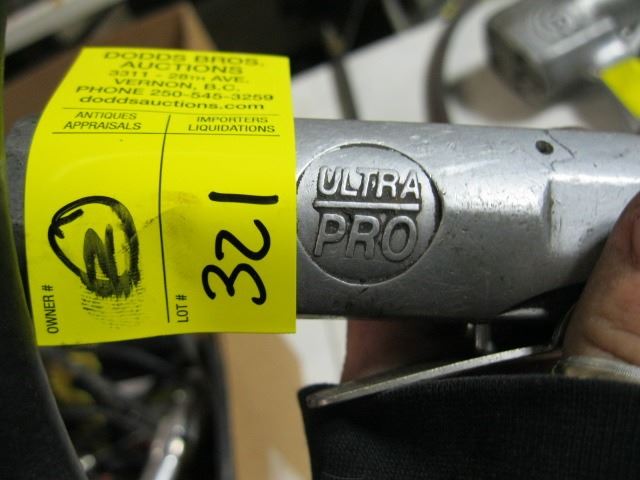 DODDS BROS.
AUCTIONS
3311 - 28TH AVE.
VERNON, B.C.
PHONE 250-545-3259
doddsauctions.com
ANTIQUES
APPRAISALS
IMPORTERS
LIQUIDATIONS
OWNER #
LOT #
321
ULTRA
PRO